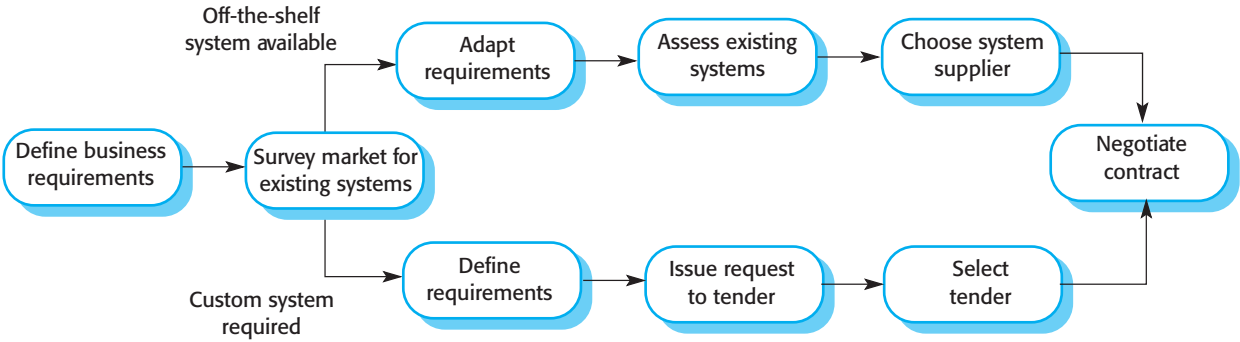 Off-the-shelf
system available
Adapt
requirements
Assess existing
systems
Choose system
supplier
Define business
requirements
Survey market for
existing systems
Negotiate
contract
Custom system
required
Define
requirements
Issue request
to tender
Select
tender